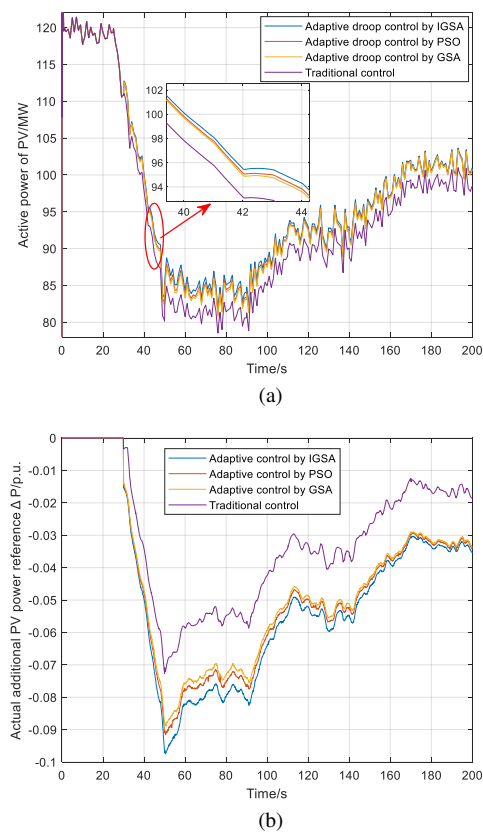 Adaptive droop control by IGSA
Adaptive droop control by PSO
Adaptive droop control by GSA
Traditional control
Active power of PV/MW
120
115
110
105
100
95
90
85
80
102
100
98
96
94
40 42 44
0 20 40 60 80 100 120 140 160 180 200
Time/s
(a)
Adaptive control by IGSA
Adaptive control by PSO
Adaptive control by GSA
Traditional control
Actual additional PV power reference Δ P/p.u.
0
-0.01
-0.02
-0.03
-0.04
-0.05
-0.06
-0.07
-0.08
-0.09
-0.1
0 20 40 60 80 100 120 140 160 180 200
Time/s
(b)